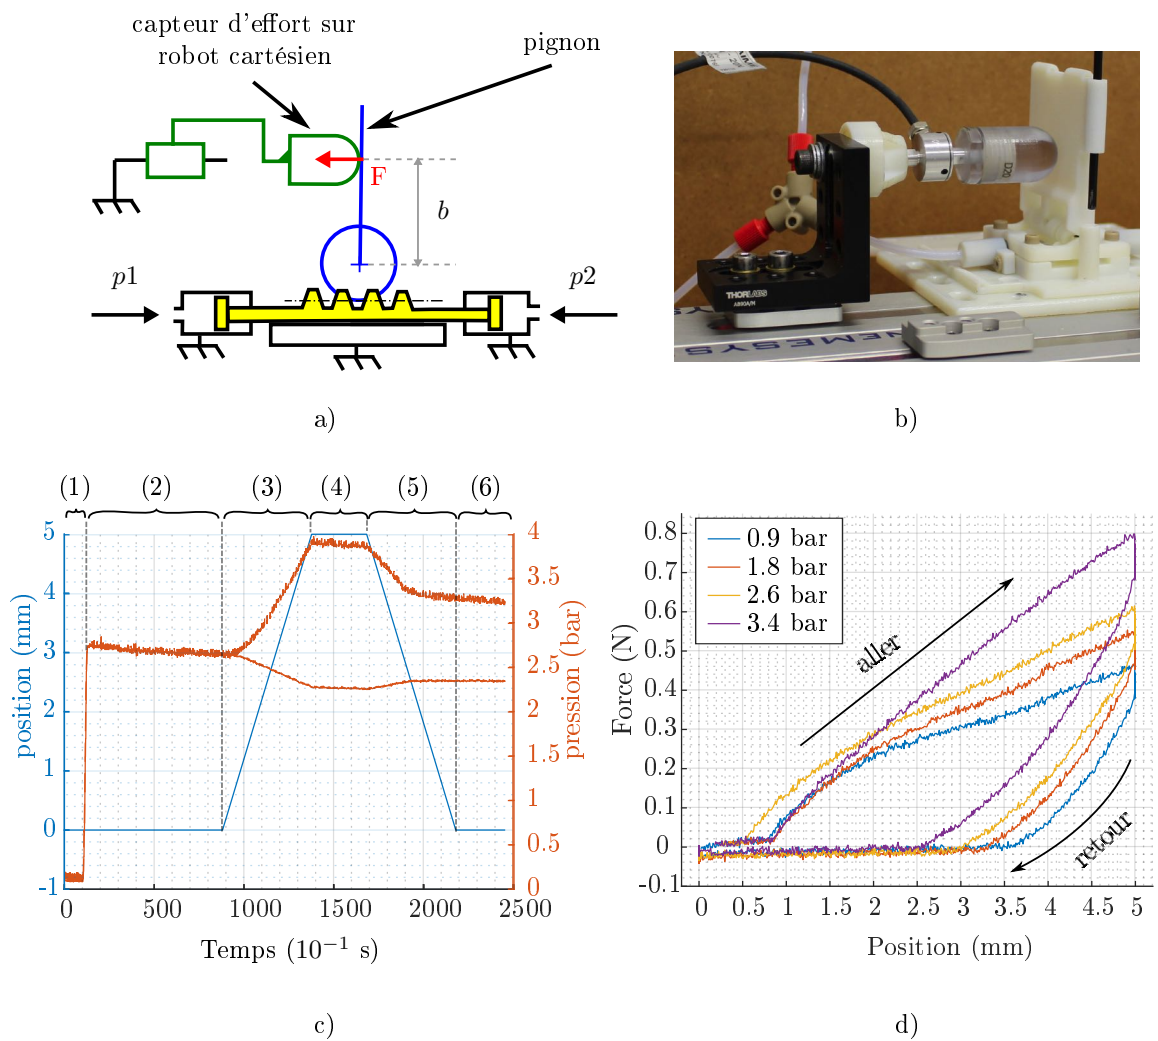 capteur d'effort sur
robot cartésien
pignon
F
b
p1
p2
THORLABS
NEMESYS
a)
b)
(1) (2) (3) (4) (5) (6)
5
4
3
2
1
0
-1
position (mm)
4
3.5
3
2.5
2
1.5
1
0.5
0
pression (bar)
0 500 1000 1500 2000 2500
Temps (10⁻¹ s)
c)
0.9 bar
1.8 bar
2.6 bar
3.4 bar
aller
retour
0.8
0.7
0.6
0.5
0.4
0.3
0.2
0.1
0
-0.1
Force (N)
0 0.5 1 1.5 2 2.5 3 3.5 4 4.5 5
Position (mm)
d)